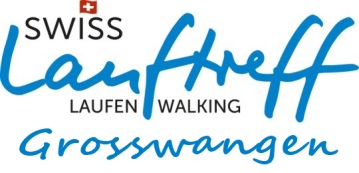 SWISS
Lauftreff
LAUFEN WALKING
Grosswangen